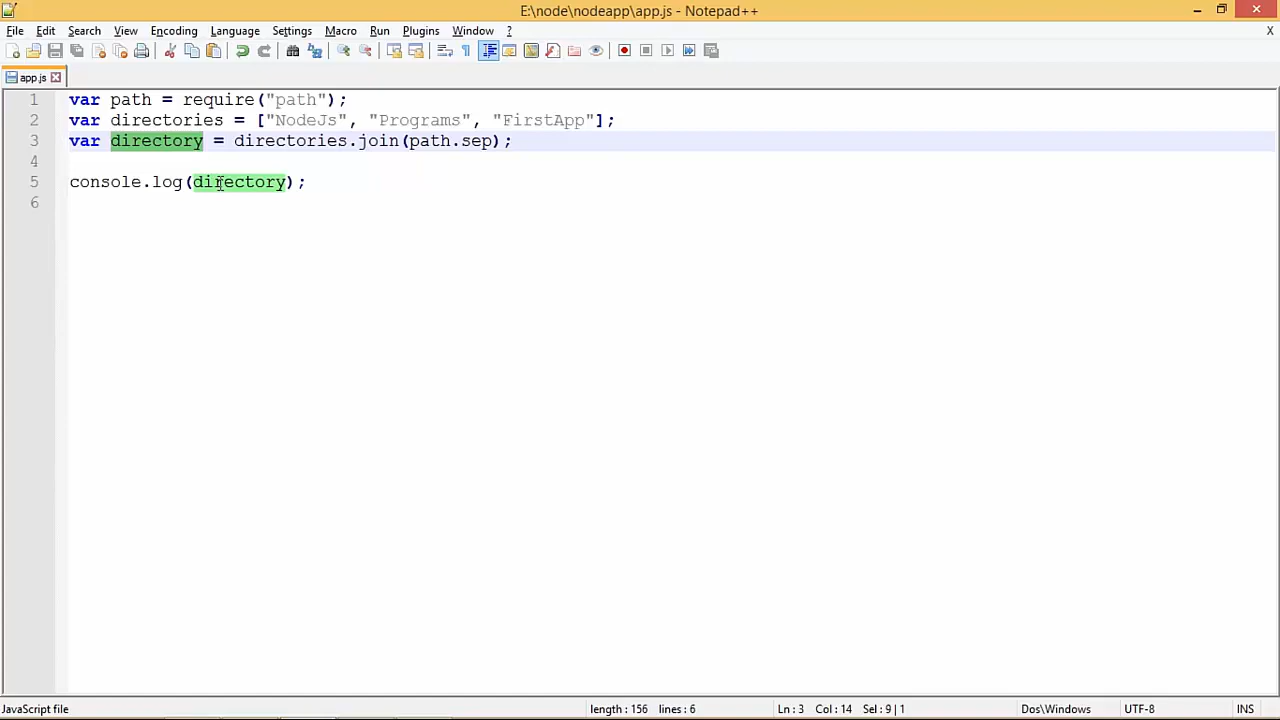 E:\node\nodeapp\app.js - Notepad++
File Edit Search View Encoding Language Settings Macro Run Plugins Window ? X
app.js
1 var path = require("path");
2 var directories = ["NodeJs", "Programs", "FirstApp"];
3 var directory = directories.join(path.sep);
4
5 console.log(directory);
6
JavaScript file length : 156 lines : 6 Ln : 3 Col : 14 Sel : 9 | 1 Dos\Windows UTF-8 INS